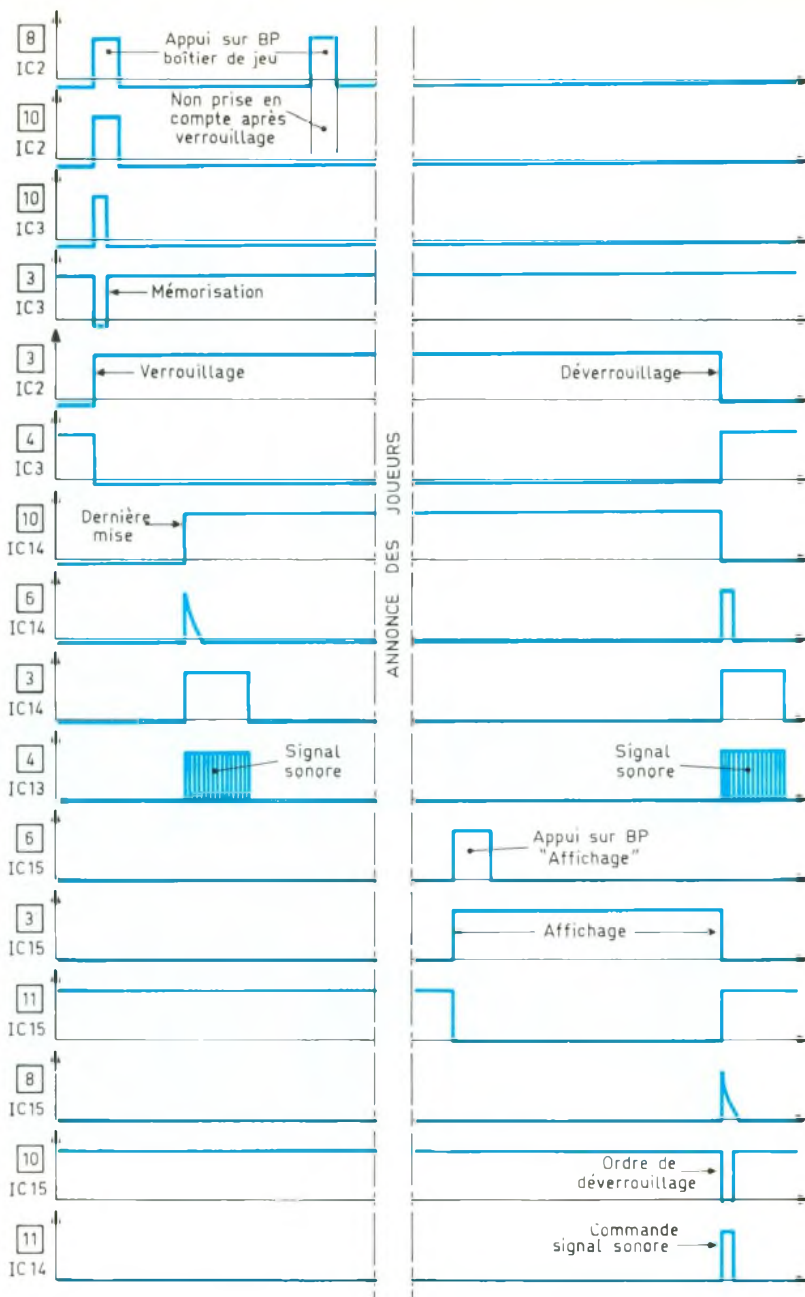 8
IC2
Appui sur BP
boîtier de jeu
10
IC2
Non prise en
compte après
verrouillage
10
IC3
3
IC3
Mémorisation
3
IC2
Verrouillage
Déverrouillage
4
IC3
10
IC14
Dernière
mise
ANNONCE DES JOUEURS
6
IC14
3
IC14
4
IC13
Signal
sonore
Signal
sonore
6
IC15
Appui sur BP
"Affichage"
3
IC15
Affichage
11
IC15
8
IC15
10
IC15
Ordre de
déverrouillage
11
IC14
Commande
signal sonore